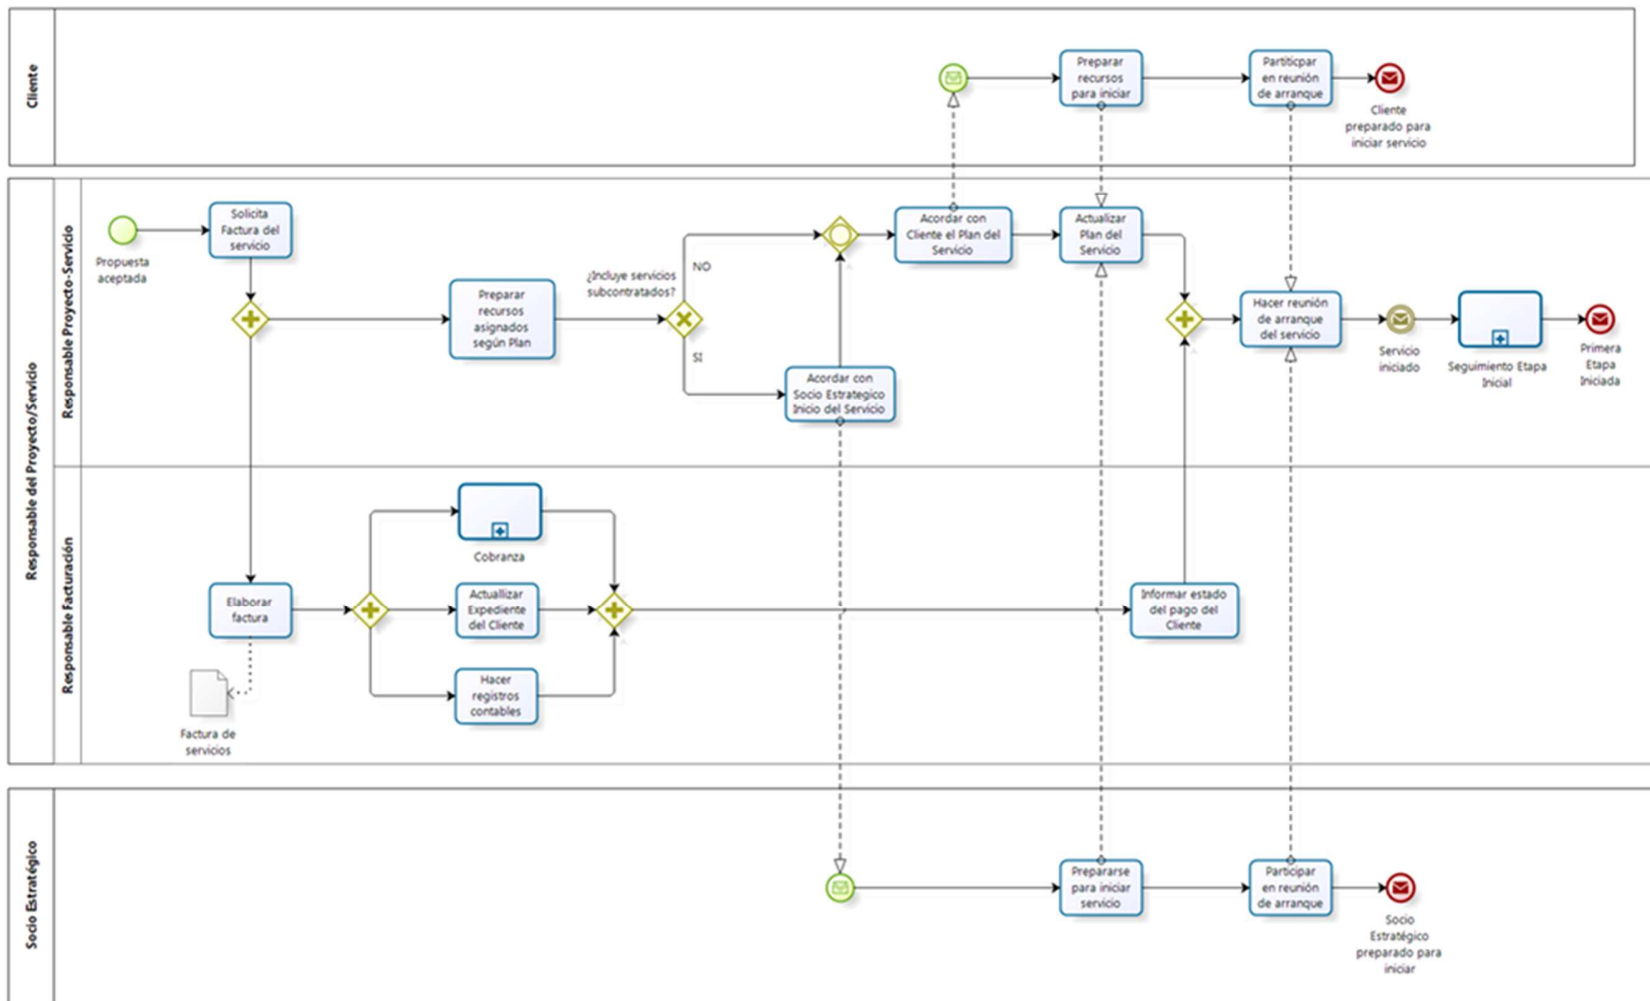 Cliente
Preparar
recursos
para iniciar
Partiticpar
en reunión
de arranque
Cliente
preparado para
iniciar servicio
Responsable del Proyecto/Servicio
Responsable Proyecto-Servicio
Propuesta
aceptada
Solicita
Factura del
servicio
Preparar
recursos
asignados
según Plan
¿Incluye servicios
subcontratados?
NO
SI
Acordar con
Socio Estrategico
Inicio del Servicio
Acordar con
Cliente el Plan del
Servicio
Actualizar
Plan del
Servicio
Hacer reunión
de arranque
del servicio
Servicio
iniciado
Seguimiento Etapa
Inicial
Primera
Etapa
Iniciada
Responsable Facturación
Elaborar
factura
Factura de
servicios
Cobranza
Actuallizar
Expediente
del Cliente
Hacer
registros
contables
Informar estado
del pago del
Cliente
Socio Estratégico
Prepararse
para iniciar
servicio
Participar
en reunión
de arranque
Socio
Estratégico
preparado para
iniciar